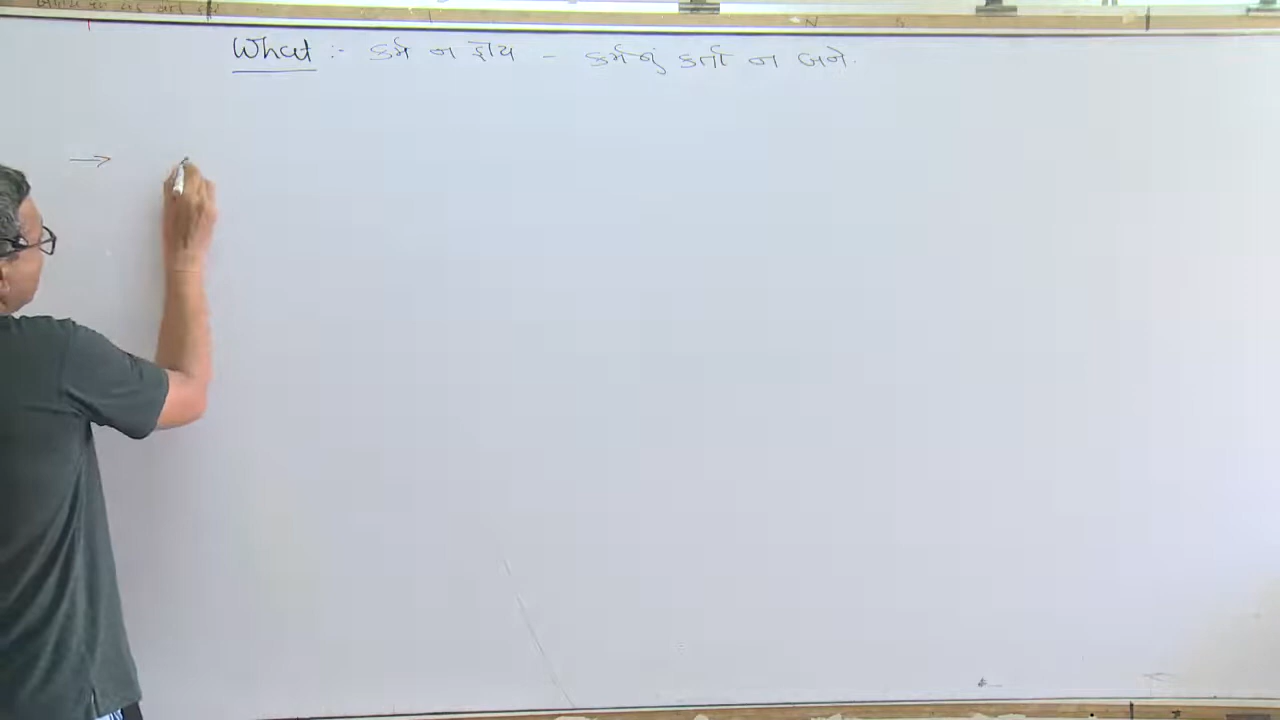 What :- કર્મ ન હોય - કર્મનું કર્તા ન બને.
→